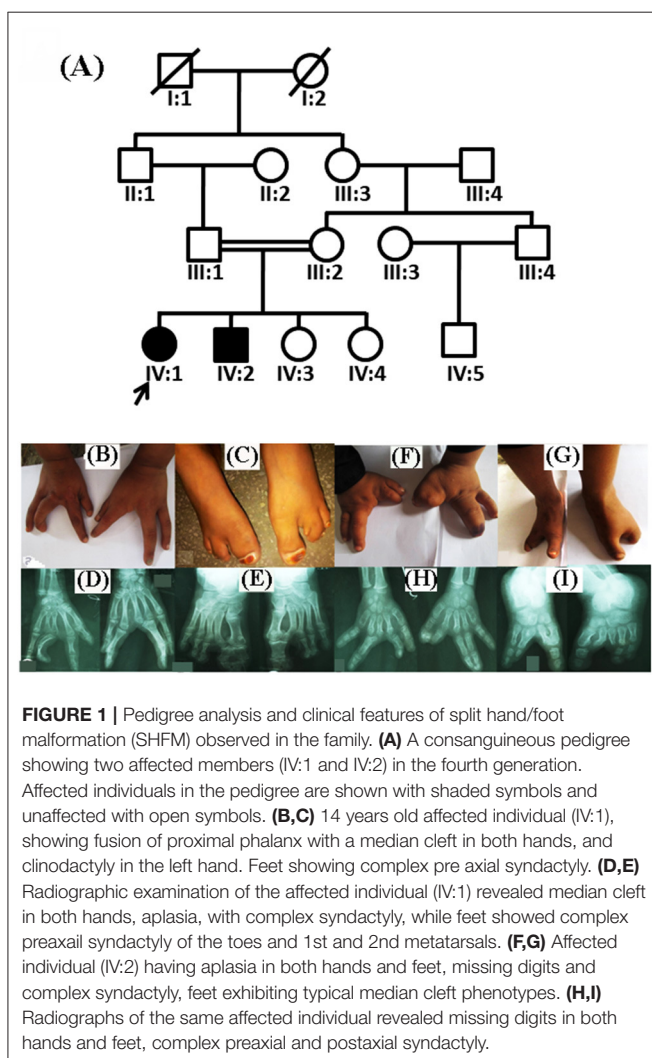 (A)
I:1 I:2
II:1 II:2 III:3 III:4
III:1 III:2 III:3 III:4
IV:1 IV:2 IV:3 IV:4 IV:5
(B) (C) (F) (G)
(D) (E) (H) (I)
FIGURE 1 | Pedigree analysis and clinical features of split hand/foot
malformation (SHFM) observed in the family. (A) A consanguineous pedigree
showing two affected members (IV:1 and IV:2) in the fourth generation.
Affected individuals in the pedigree are shown with shaded symbols and
unaffected with open symbols. (B,C) 14 years old affected individual (IV:1),
showing fusion of proximal phalanx with a median cleft in both hands, and
clinodactyly in the left hand. Feet showing complex pre axial syndactyly. (D,E)
Radiographic examination of the affected individual (IV:1) revealed median cleft
in both hands, aplasia, with complex syndactyly, while feet showed complex
preaxail syndactyly of the toes and 1st and 2nd metatarsals. (F,G) Affected
individual (IV:2) having aplasia in both hands and feet, missing digits and
complex syndactyly, feet exhibiting typical median cleft phenotypes. (H,I)
Radiographs of the same affected individual revealed missing digits in both
hands and feet, complex preaxial and postaxial syndactyly.